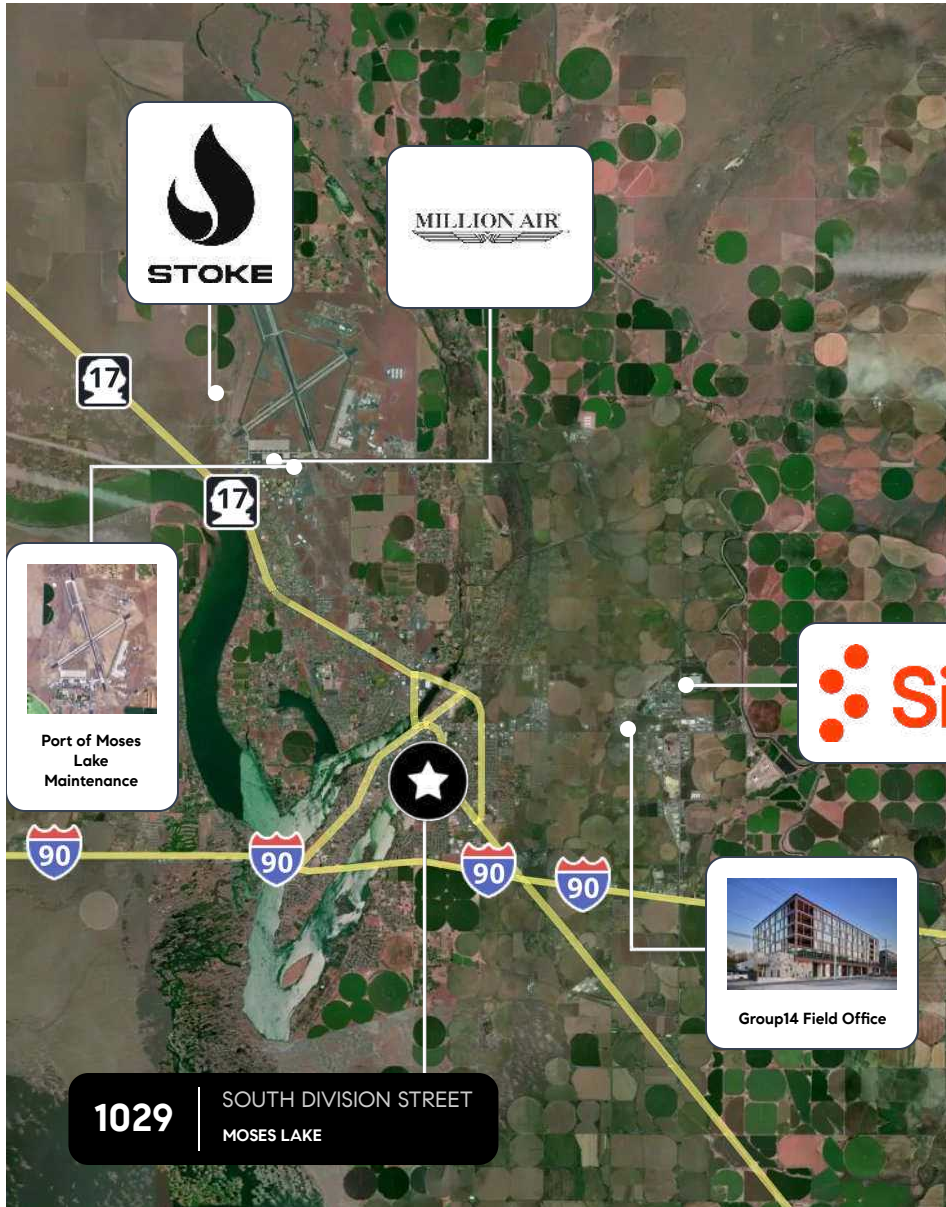 STOKE
MILLION AIR
17
17
Port of Moses
Lake
Maintenance
Si
90
90
90
90
Group14 Field Office
1029
SOUTH DIVISION STREET
MOSES LAKE